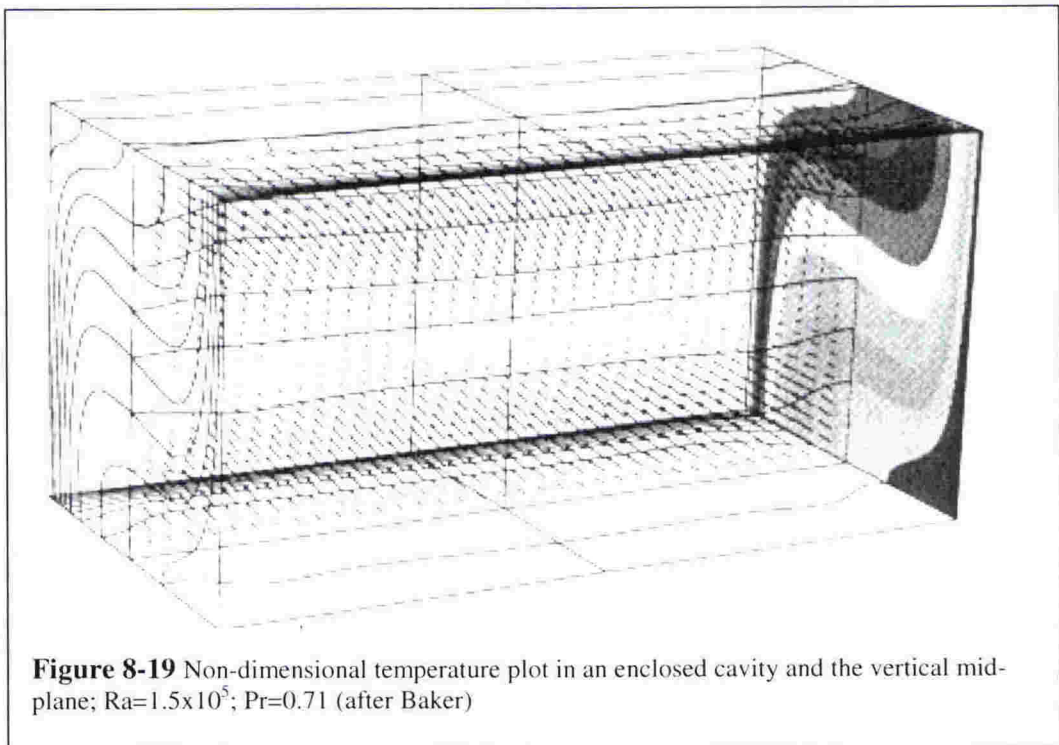 Figure 8-19 Non-dimensional temperature plot in an enclosed cavity and the vertical mid-
plane; Ra=1.5x10⁵; Pr=0.71 (after Baker)